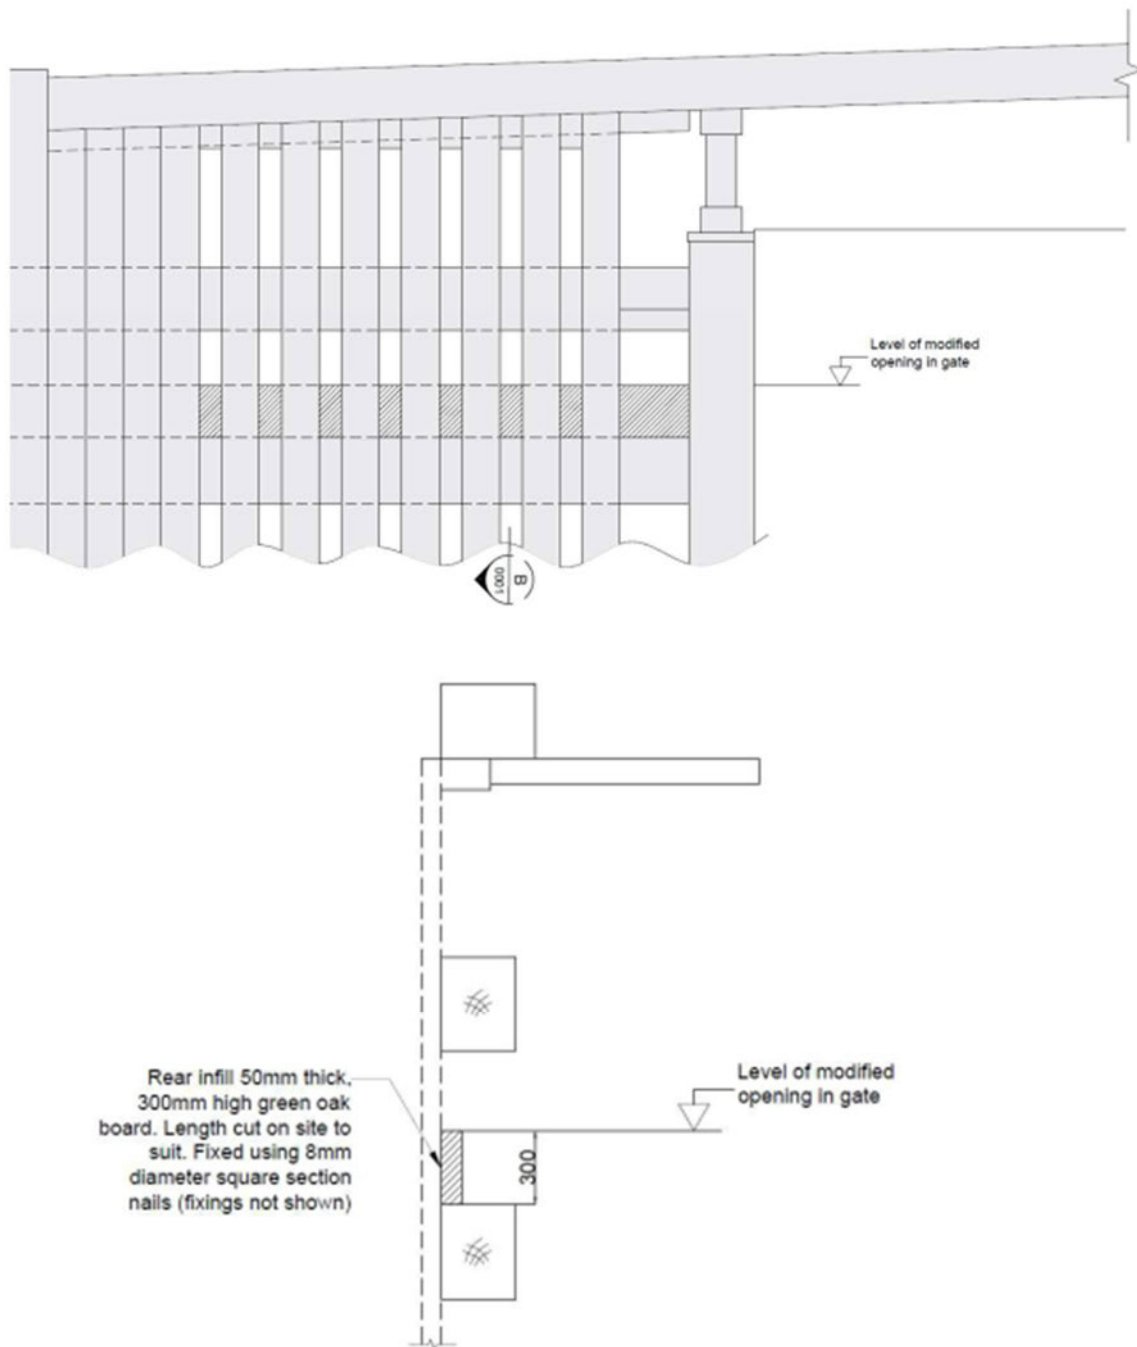 Level of modified
opening in gate
B
0001
Rear infill 50mm thick,
300mm high green oak
board. Length cut on site to
suit. Fixed using 8mm
diameter square section
nails (fixings not shown)
Level of modified
opening in gate
300